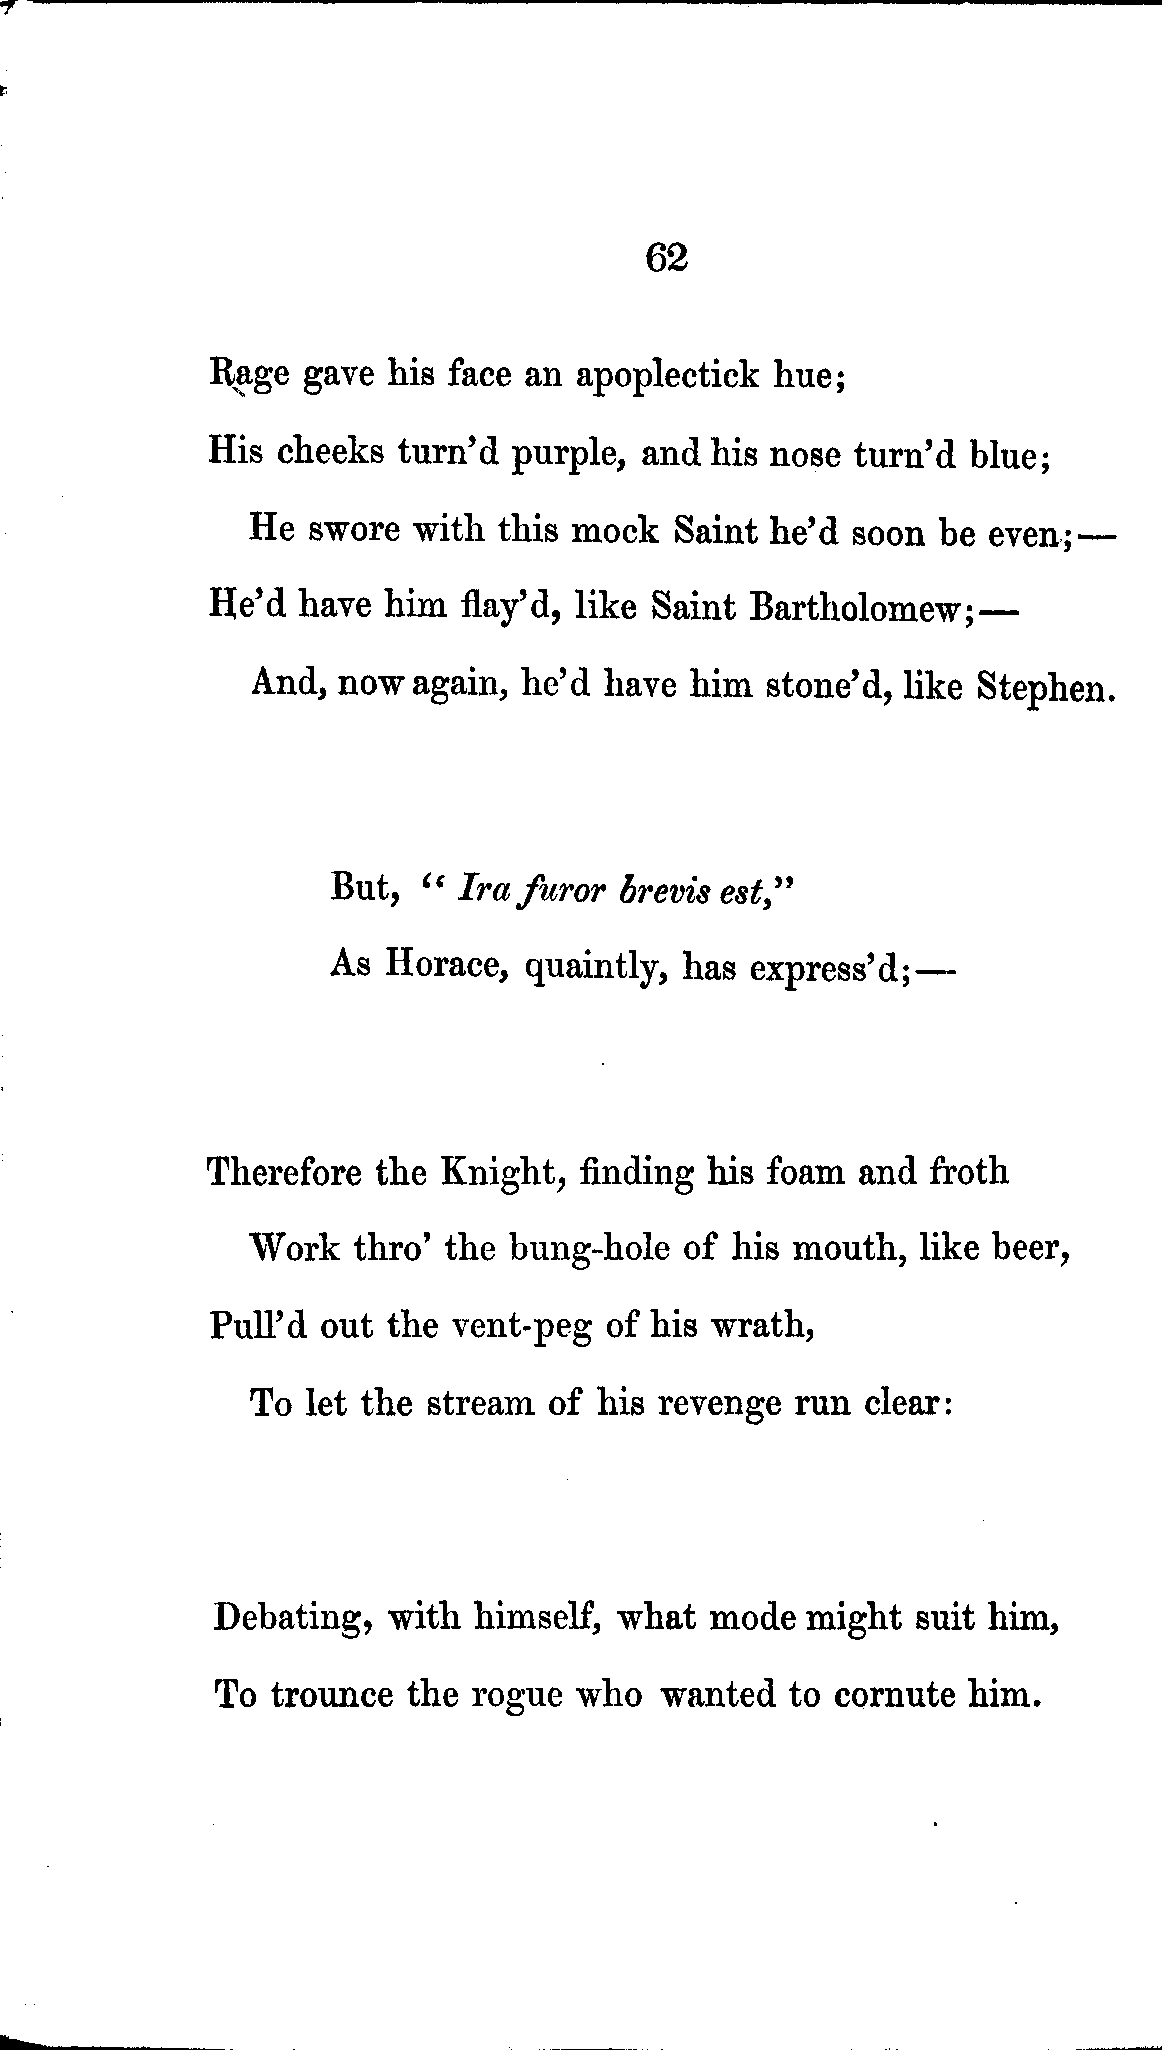 62
Rage gave his face an apoplectick hue;
His cheeks turn'd purple, and his nose turn'd blue;
He swore with this mock Saint he'd soon be even;—
He'd have him flay'd, like Saint Bartholomew;—
And, now again, he'd have him stone'd, like Stephen.
But, “ Ira furor brevis est,”
As Horace, quaintly, has express'd;—
Therefore the Knight, finding his foam and froth
Work thro' the bung-hole of his mouth, like beer,
Pull'd out the vent-peg of his wrath,
To let the stream of his revenge run clear:
Debating, with himself, what mode might suit him,
To trounce the rogue who wanted to cornute him.